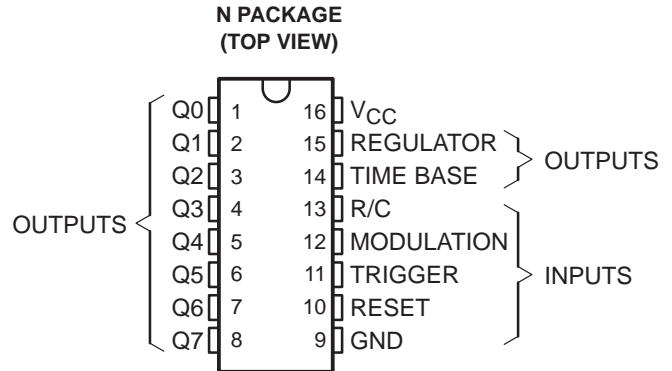 N PACKAGE
(TOP VIEW)
Q0 1 16 VCC
Q1 2 15 REGULATOR
Q2 3 14 TIME BASE
OUTPUTS
Q3 4 13 R/C
OUTPUTS
Q4 5 12 MODULATION
Q5 6 11 TRIGGER
INPUTS
Q6 7 10 RESET
Q7 8 9 GND